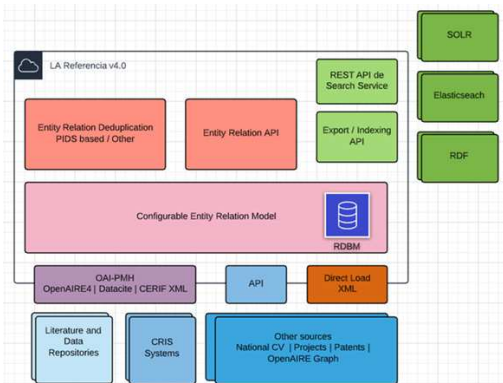 LA Referencia v4.0
SOLR
REST API de
Search Service
Elasticseach
Entity Relation Deduplication
PIDS based / Other
Entity Relation API
Export / Indexing
API
RDF
Configurable Entity Relation Model
RDBM
OAI-PMH
OpenAIRE4 | Datacite | CERIF XML
API
Direct Load
XML
Literature and
Data
Repositories
CRIS
Systems
Other sources
National CV | Projects | Patents |
OpenAIRE Graph